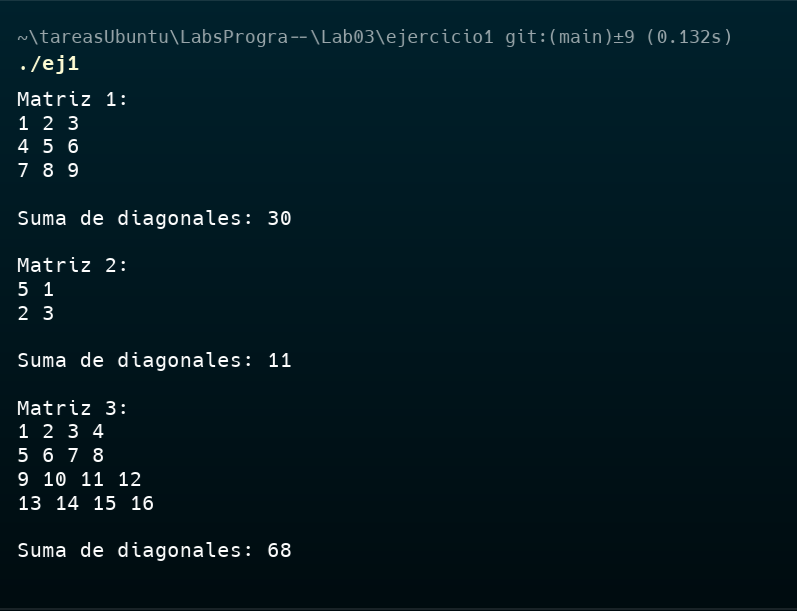 ~\tareasUbuntu\LabsProgra--\Lab03\ejercicio1 git:(main)±9 (0.132s)
./ej1
Matriz 1:
1 2 3
4 5 6
7 8 9
Suma de diagonales: 30
Matriz 2:
5 1
2 3
Suma de diagonales: 11
Matriz 3:
1 2 3 4
5 6 7 8
9 10 11 12
13 14 15 16
Suma de diagonales: 68